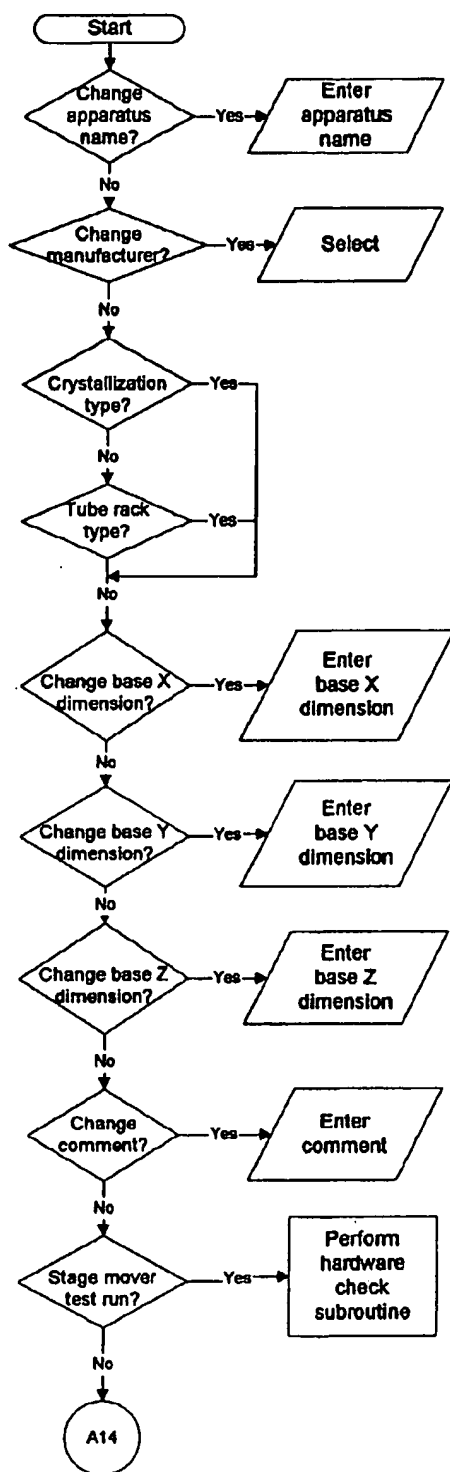 Start
Change
apparatus
name?
Yes
Enter
apparatus
name
No
Change
manufacturer?
Yes
Select
No
Crystallization
type?
Yes
No
Tube rack
type?
Yes
No
Change base X
dimension?
Yes
Enter
base X
dimension
No
Change base Y
dimension?
Yes
Enter
base Y
dimension
No
Change base Z
dimension?
Yes
Enter
base Z
dimension
No
Change
comment?
Yes
Enter
comment
No
Stage mover
test run?
Yes
Perform
hardware
check
subroutine
No
A14